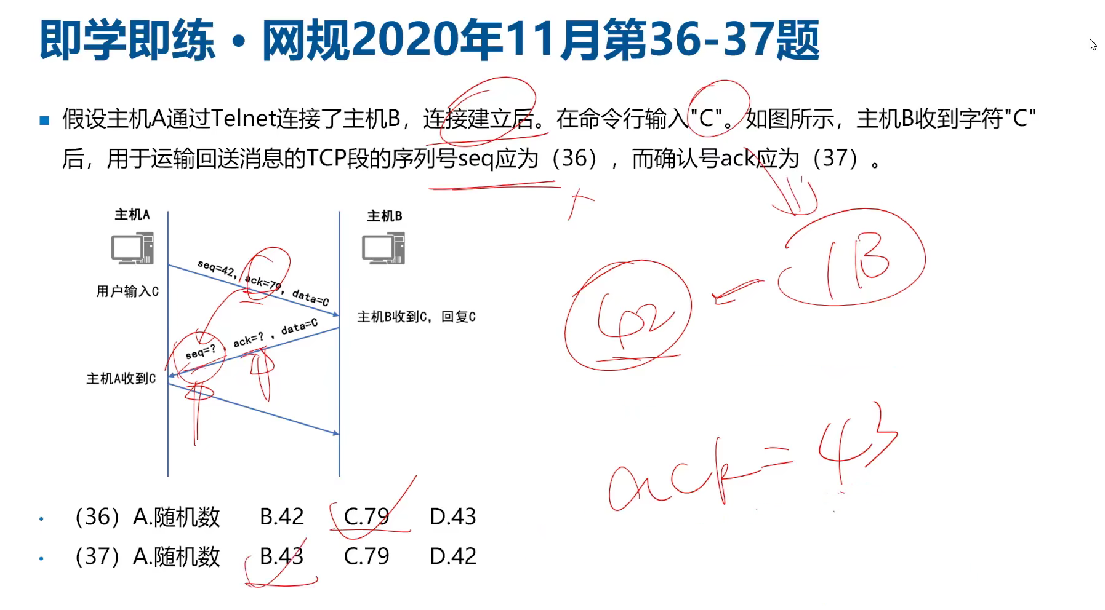 即学即练·网规2020年11月第36-37题
假设主机A通过Telnet连接了主机B，连接建立后。在命令行输入"C"。如图所示，主机B收到字符"C"
后，用于运输回送消息的TCP段的序列号seq应为（36），而确认号ack应为（37）。
主机A
主机B
seq=42, ack=79, data=C
用户输入C
主机B收到C，回复C
seq=?, ack=?, data=C
主机A收到C
1B
42
ack=43
（36）A.随机数 B.42 C.79 D.43
（37）A.随机数 B.43 C.79 D.42